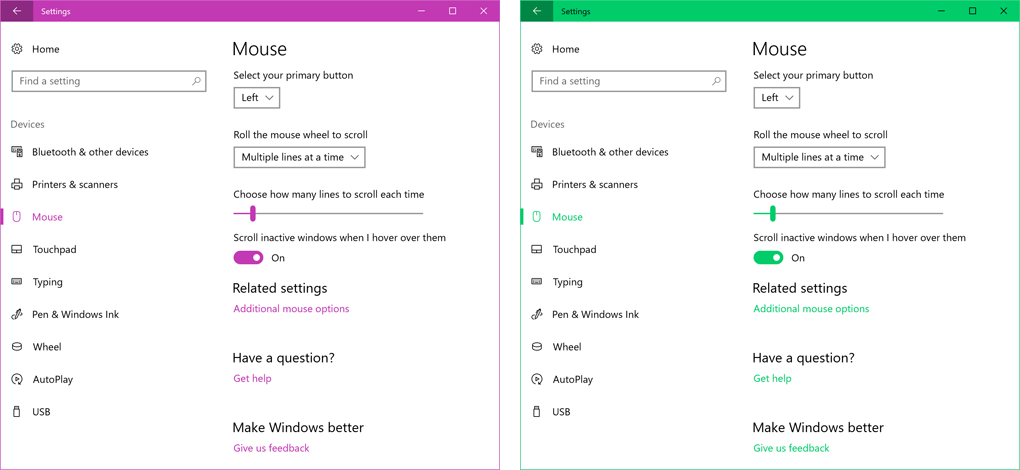 Settings
Home
Find a setting
Devices
Bluetooth & other devices
Printers & scanners
Mouse
Touchpad
Typing
Pen & Windows Ink
Wheel
AutoPlay
USB
Mouse
Select your primary button
Left
Roll the mouse wheel to scroll
Multiple lines at a time
Choose how many lines to scroll each time
Scroll inactive windows when I hover over them
On
Related settings
Additional mouse options
Have a question?
Get help
Make Windows better
Give us feedback
Settings
Home
Find a setting
Devices
Bluetooth & other devices
Printers & scanners
Mouse
Touchpad
Typing
Pen & Windows Ink
Wheel
AutoPlay
USB
Mouse
Select your primary button
Left
Roll the mouse wheel to scroll
Multiple lines at a time
Choose how many lines to scroll each time
Scroll inactive windows when I hover over them
On
Related settings
Additional mouse options
Have a question?
Get help
Make Windows better
Give us feedback